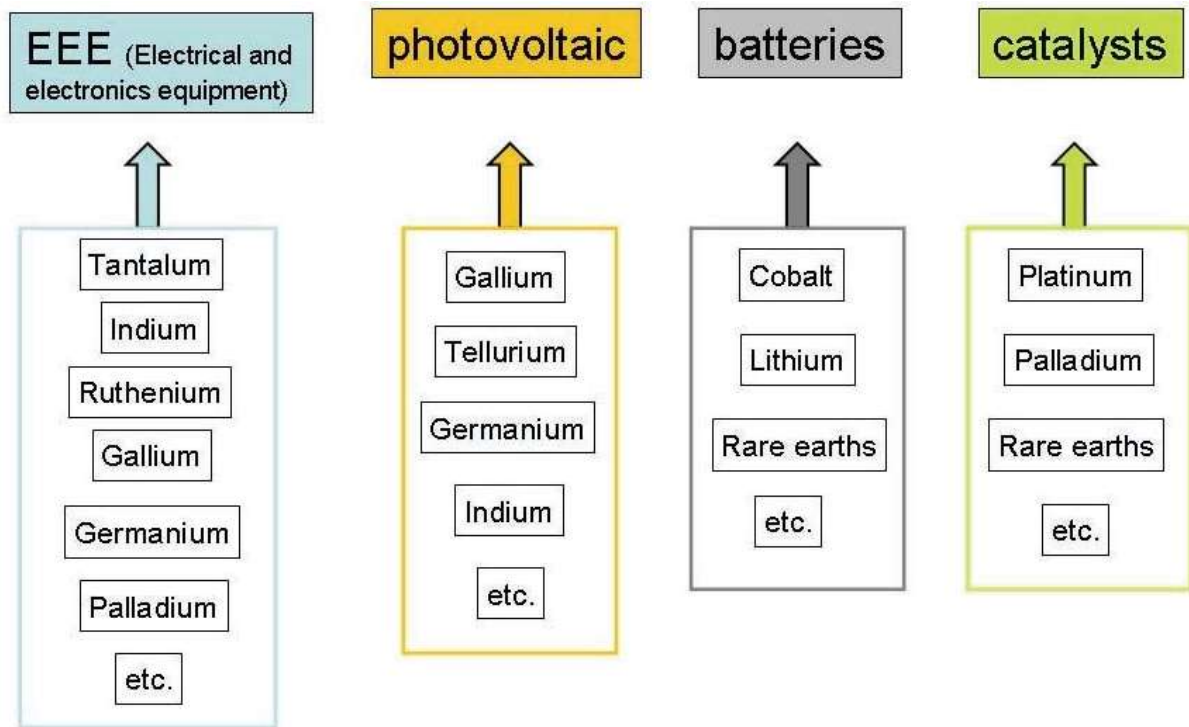 EEE (Electrical and
electronics equipment)
Tantalum
Indium
Ruthenium
Gallium
Germanium
Palladium
etc.
photovoltaic
Gallium
Tellurium
Germanium
Indium
etc.
batteries
Cobalt
Lithium
Rare earths
etc.
catalysts
Platinum
Palladium
Rare earths
etc.